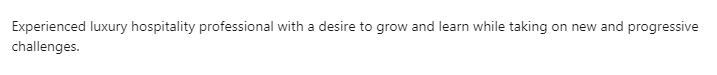 Experienced luxury hospitality professional with a desire to grow and learn while taking on new and progressive
challenges.